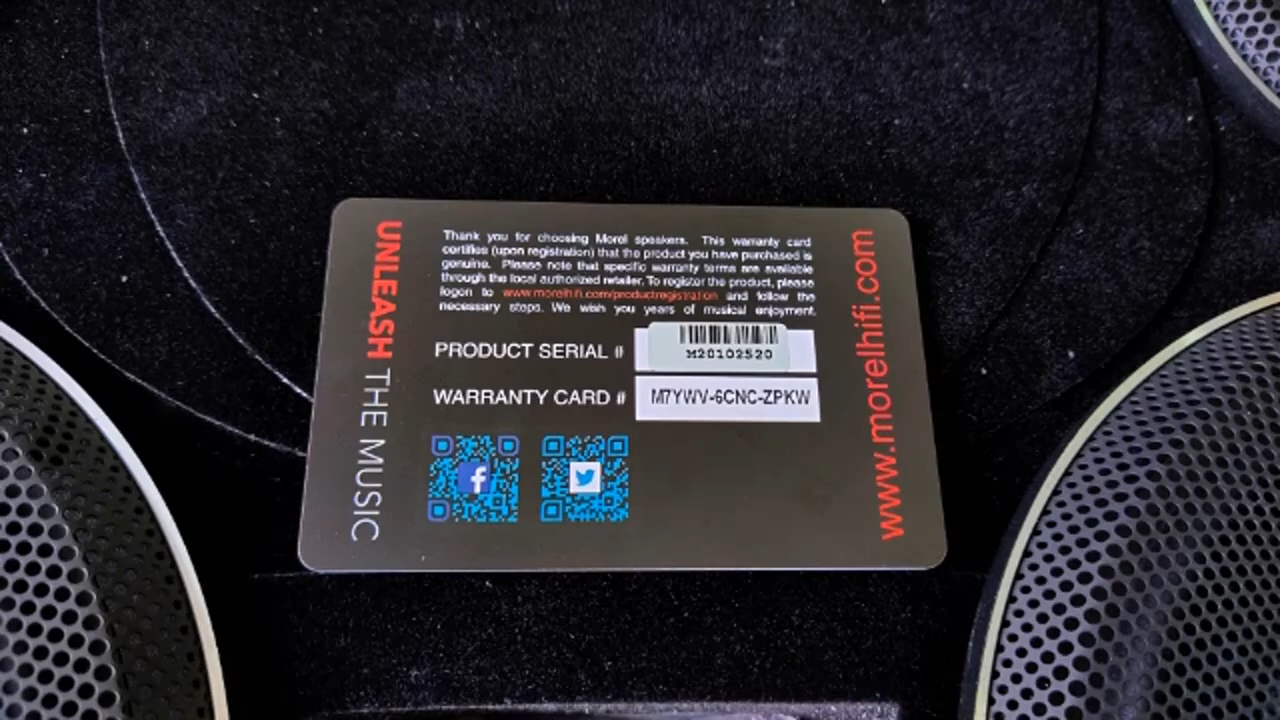 UNLEASH THE MUSIC
Thank you for choosing Morel speakers. This warranty card
certifies (upon registration) that the product you have purchased is
genuine. Please note that specific warranty terms are available
through the local authorized retailer. To register the product, please
logon to www.morelhifi.com/productregistration and follow the
necessary steps. We wish you years of musical enjoyment.
PRODUCT SERIAL # M20102520
WARRANTY CARD # M7YWV-6CNC-ZPKW
www.morelhifi.com